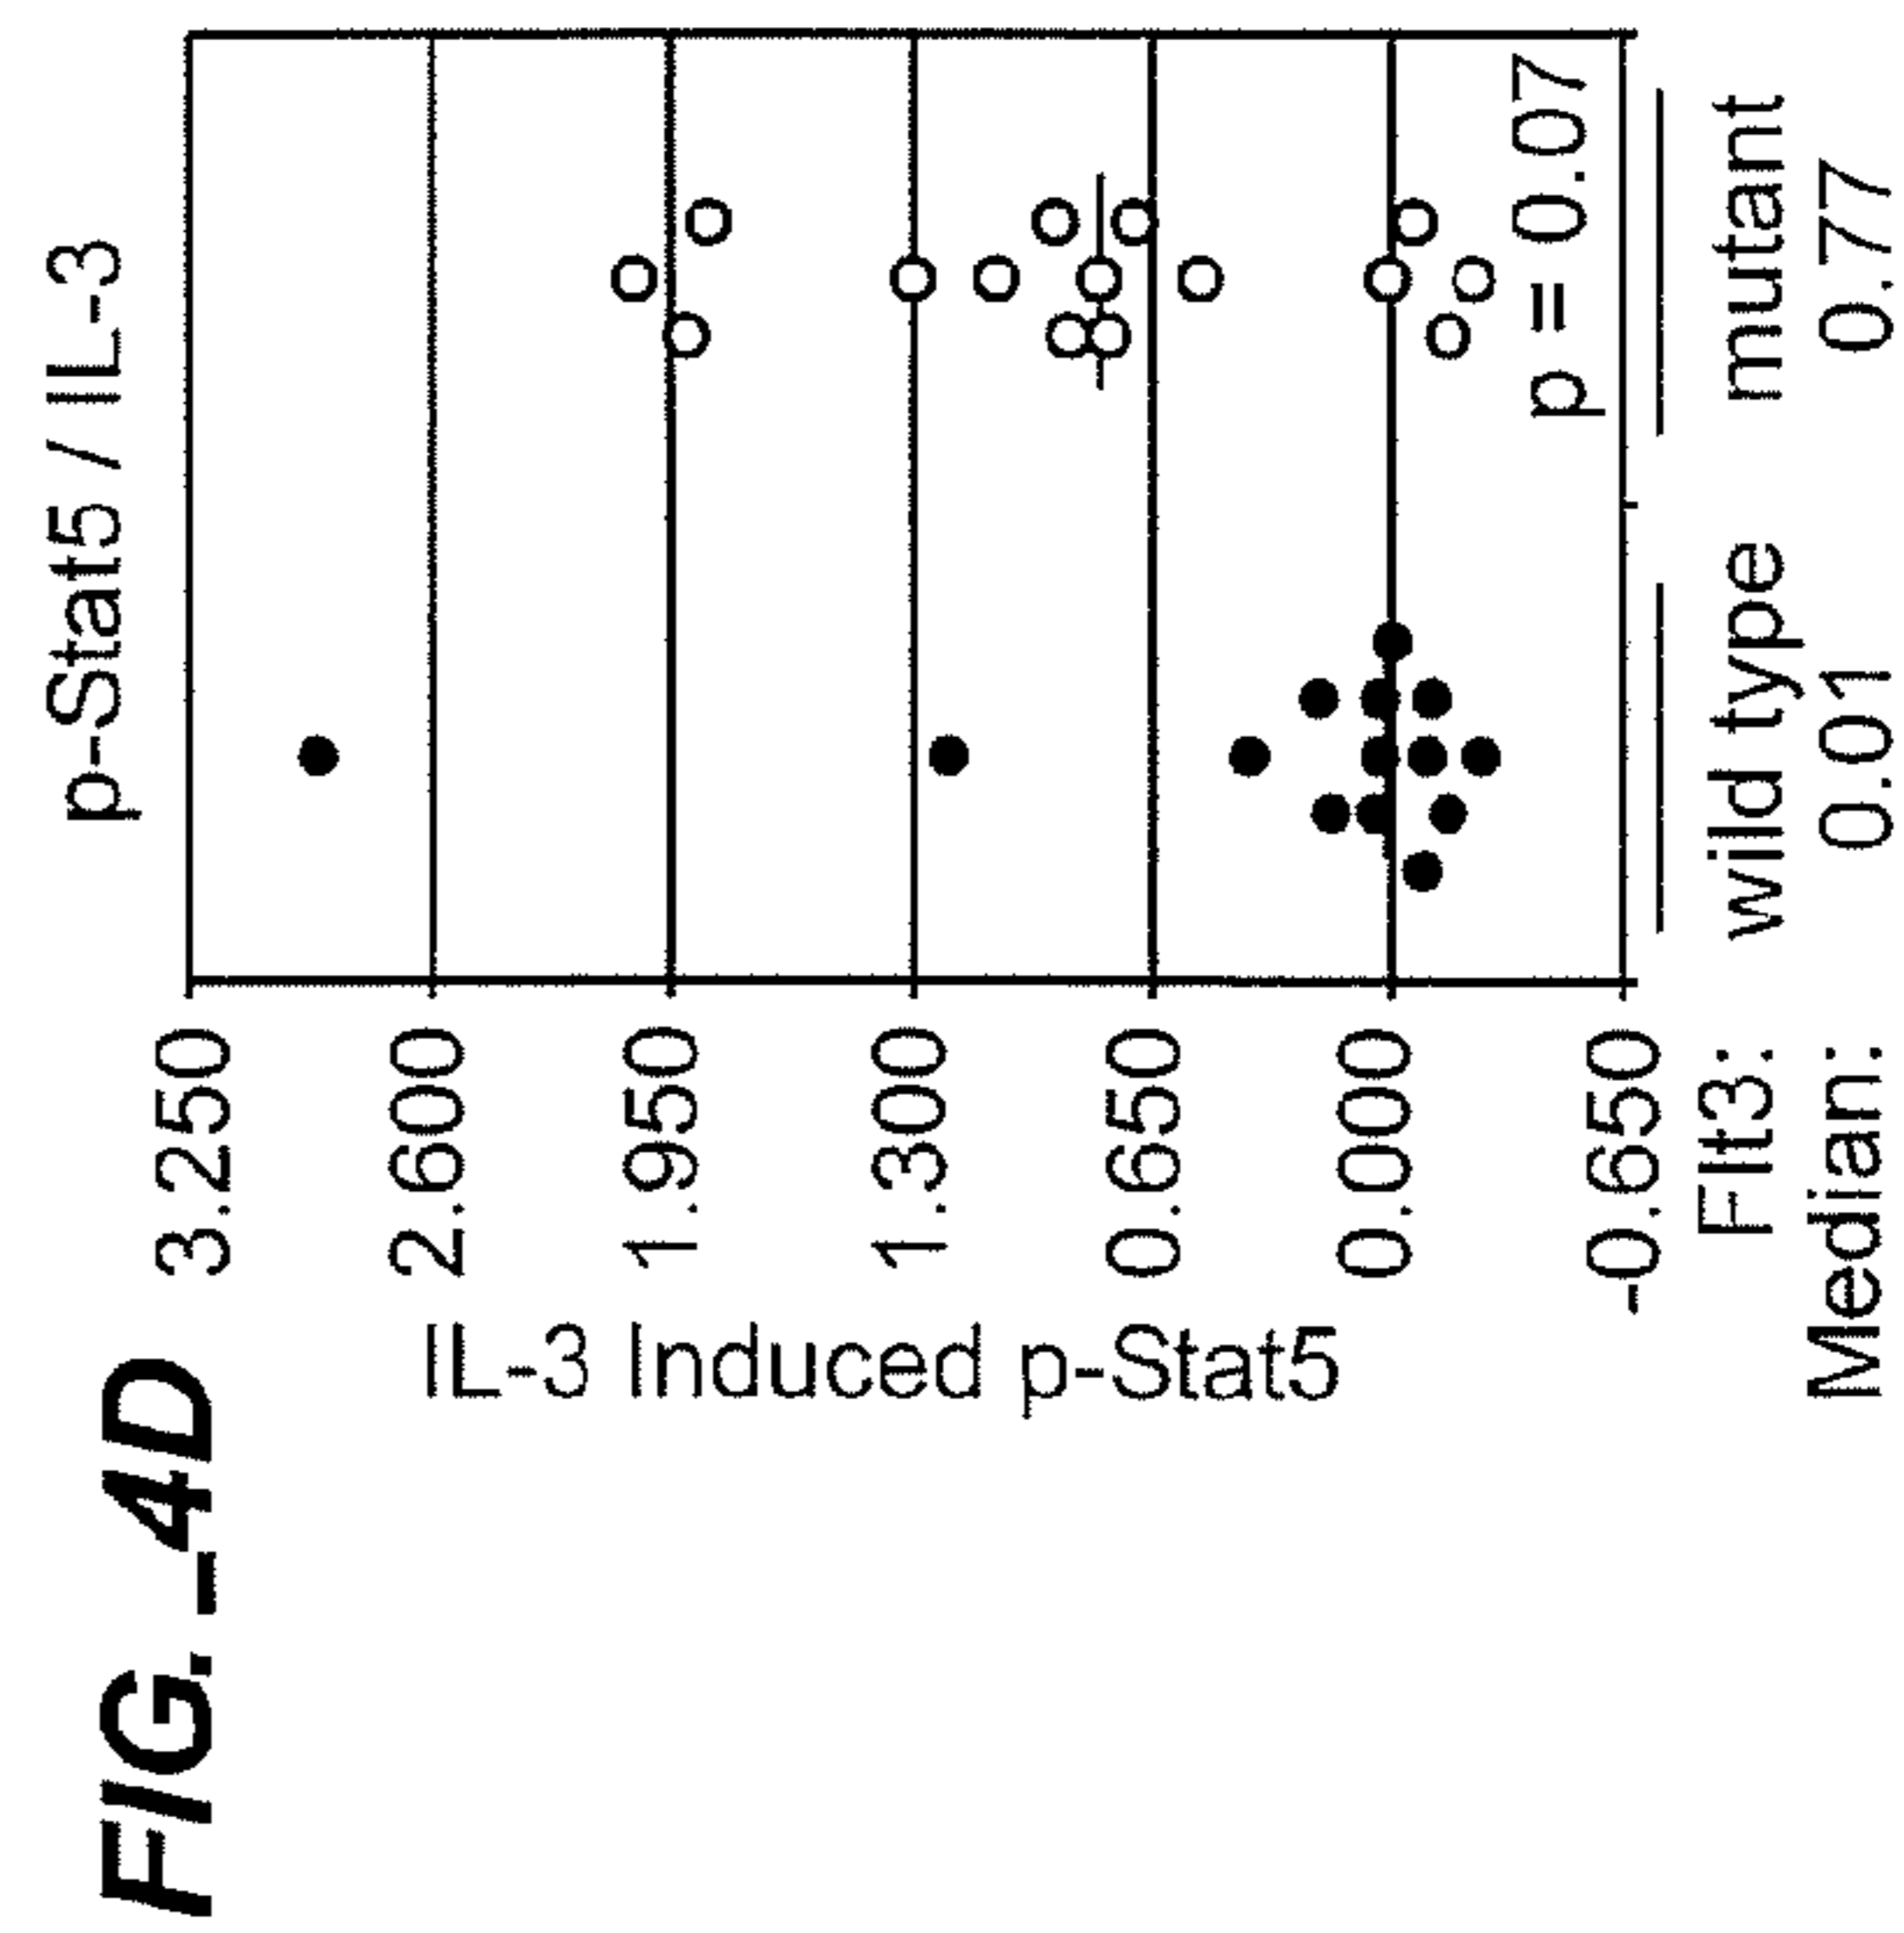 FIG._4D
p-Stat5 / IL-3
IL-3 Induced p-Stat5
3.250
2.600
1.950
1.300
0.650
0.000
-0.650
p = 0.07
Flt3: wild type mutant
Median: 0.01 0.77